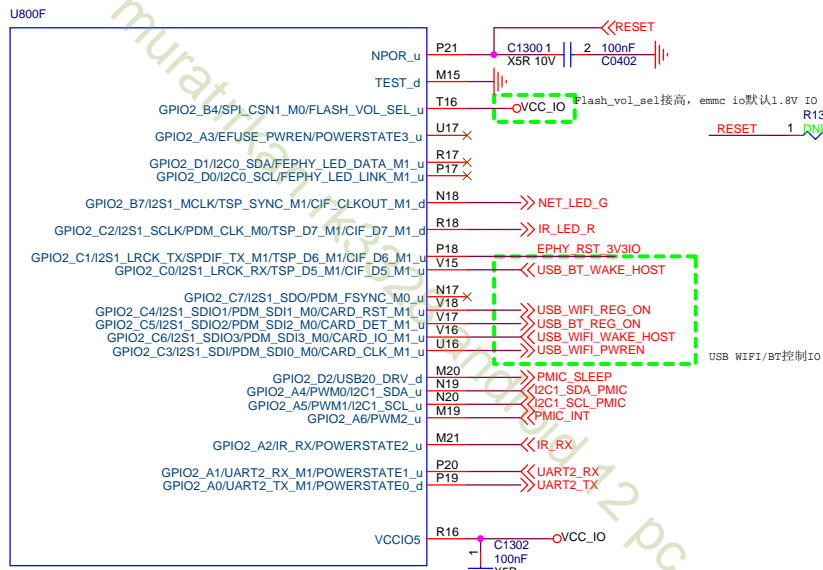 U800F
RESET
NPOR_u P21 C1300 1 2 100nF
X5R 10V C0402
TEST_d M15
GPIO2_B4/SPI_CSN1_M0/FLASH_VOL_SEL_u T16 VCC_IO Flash_vol_sel接高，emmc io默认1.8V IO
R13
GPIO2_A3/EFUSE_PWREN/POWERSTATE3_u U17 RESET 1 DNI
GPIO2_D1/I2C0_SDA/FEPHY_LED_DATA_M1_u R17
GPIO2_D0/I2C0_SCL/FEPHY_LED_LINK_M1_u P17
GPIO2_B7/I2S1_MCLK/TSP_SYNC_M1/CIF_CLKOUT_M1_d N18 NET_LED_G
GPIO2_C2/I2S1_SCLK/PDM_CLK_M0/TSP_D7_M1/CIF_D7_M1_d R18 IR_LED_R
GPIO2_C1/I2S1_LRCK_TX/SPDIF_TX_M1/TSP_D6_M1/CIF_D6_M1_u P18 EPHY_RST_3V3IO
GPIO2_C0/I2S1_LRCK_RX/TSP_D5_M1/CIF_D5_M1_u V15 USB_BT_WAKE_HOST
GPIO2_C7/I2S1_SDO/PDM_FSYNC_M0_u N17
GPIO2_C4/I2S1_SDIO1/PDM_SDI1_M0/CARD_RST_M1_u V18 USB_WIFI_REG_ON
GPIO2_C5/I2S1_SDIO2/PDM_SDI2_M0/CARD_DET_M1_u V17 USB_BT_REG_ON
GPIO2_C6/I2S1_SDIO3/PDM_SDI3_M0/CARD_IO_M1_u V16 USB_WIFI_WAKE_HOST
GPIO2_C3/I2S1_SDI/PDM_SDI0_M0/CARD_CLK_M1_u U16 USB_WIFI_PWREN
USB WIFI/BT控制IO
GPIO2_D2/USB20_DRV_d M20 PMIC_SLEEP
GPIO2_A4/PWM0/I2C1_SDA_u N19 I2C1_SDA_PMIC
GPIO2_A5/PWM1/I2C1_SCL_u N20 I2C1_SCL_PMIC
GPIO2_A6/PWM2_u M19 PMIC_INT
GPIO2_A2/IR_RX/POWERSTATE2_u M21 IR_RX
GPIO2_A1/UART2_RX_M1/POWERSTATE1_u P20 UART2_RX
GPIO2_A0/UART2_TX_M1/POWERSTATE0_d P19 UART2_TX
VCCIO5 R16 VCC_IO
1 C1302
100nF
X5R
muratırkan rk3328 android 12 pc